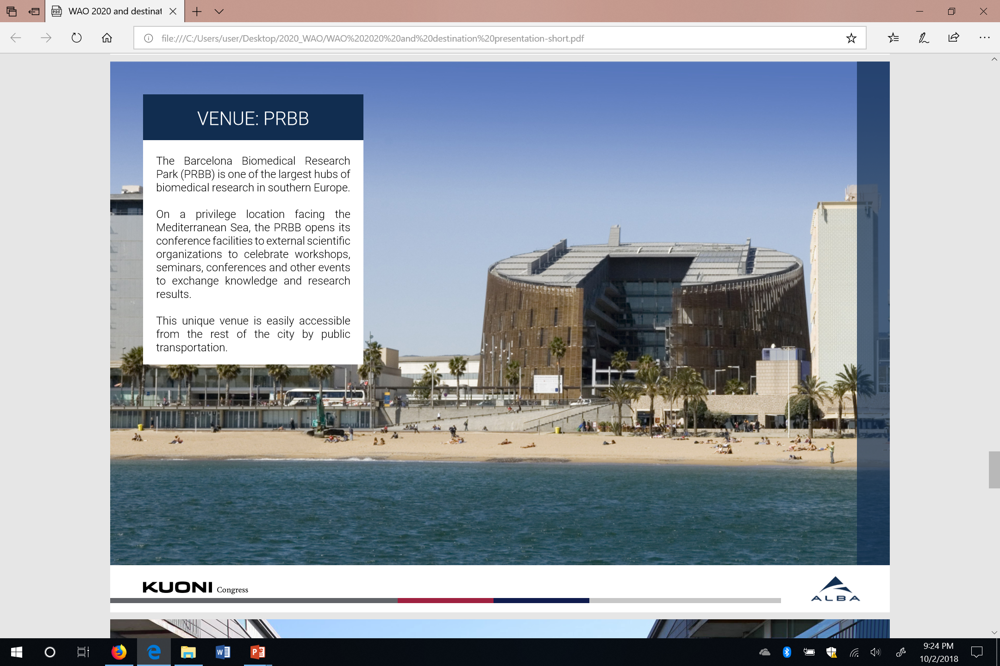 WAO 2020 and destinat
file:///C:/Users/user/Desktop/2020_WAO/WAO%202020%20and%20destination%20presentation-short.pdf
VENUE: PRBB
The Barcelona Biomedical Research
Park (PRBB) is one of the largest hubs of
biomedical research in southern Europe.
On a privilege location facing the
Mediterranean Sea, the PRBB opens its
conference facilities to external scientific
organizations to celebrate workshops,
seminars, conferences and other events
to exchange knowledge and research
results.
This unique venue is easily accessible
from the rest of the city by public
transportation.
KUONI Congress
ALBA
9:24 PM
10/2/2018